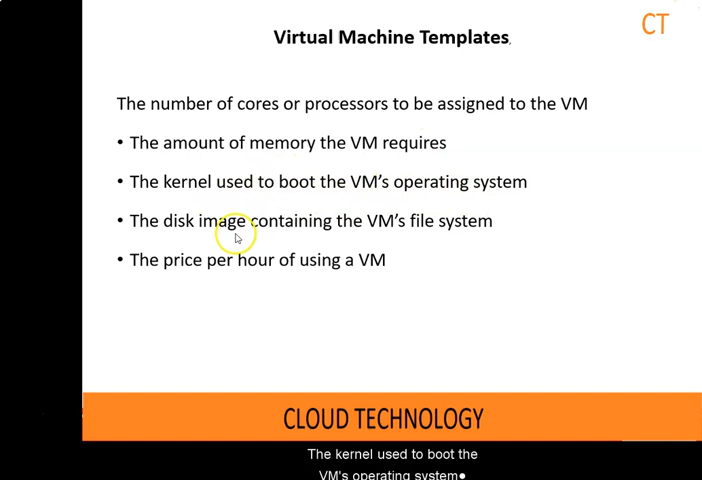 CT
Virtual Machine Templates.
The number of cores or processors to be assigned to the VM
• The amount of memory the VM requires
• The kernel used to boot the VM's operating system
• The disk image containing the VM's file system
• The price per hour of using a VM
CLOUD TECHNOLOGY
The kernel used to boot the
VM's operating system●